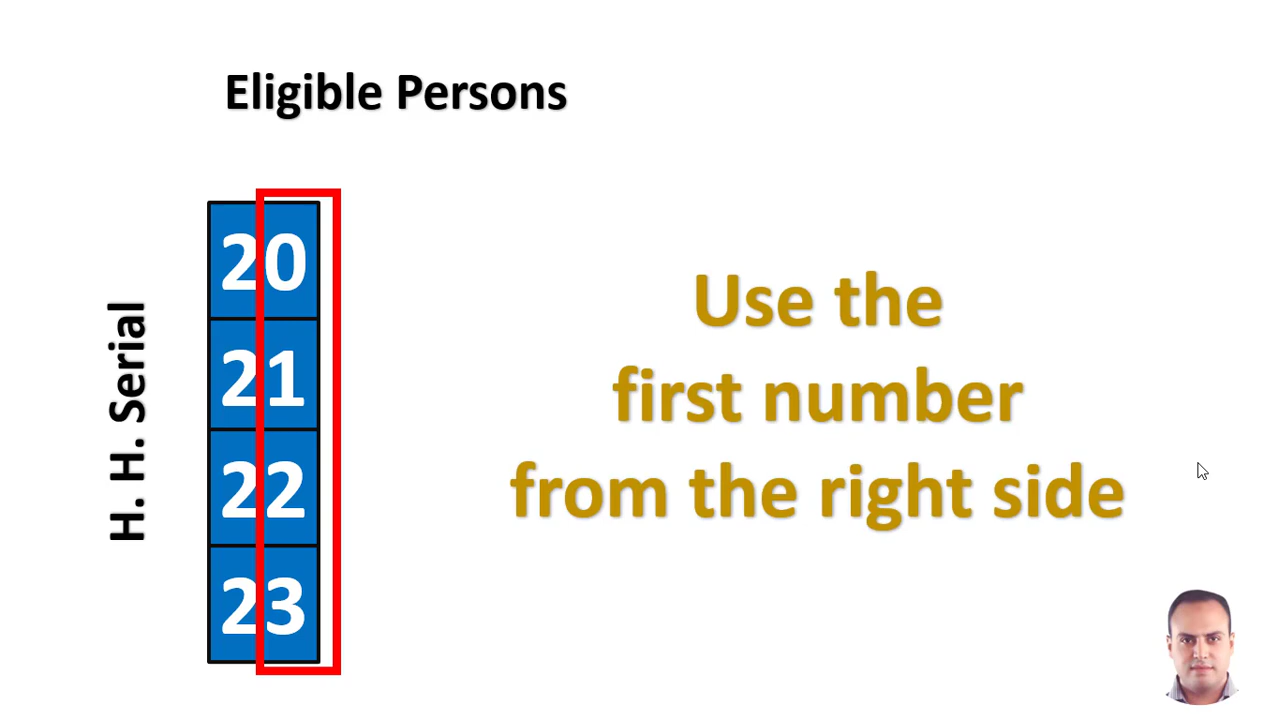 Eligible Persons
H. H. Serial
20
21
22
23
Use the
first number
from the right side